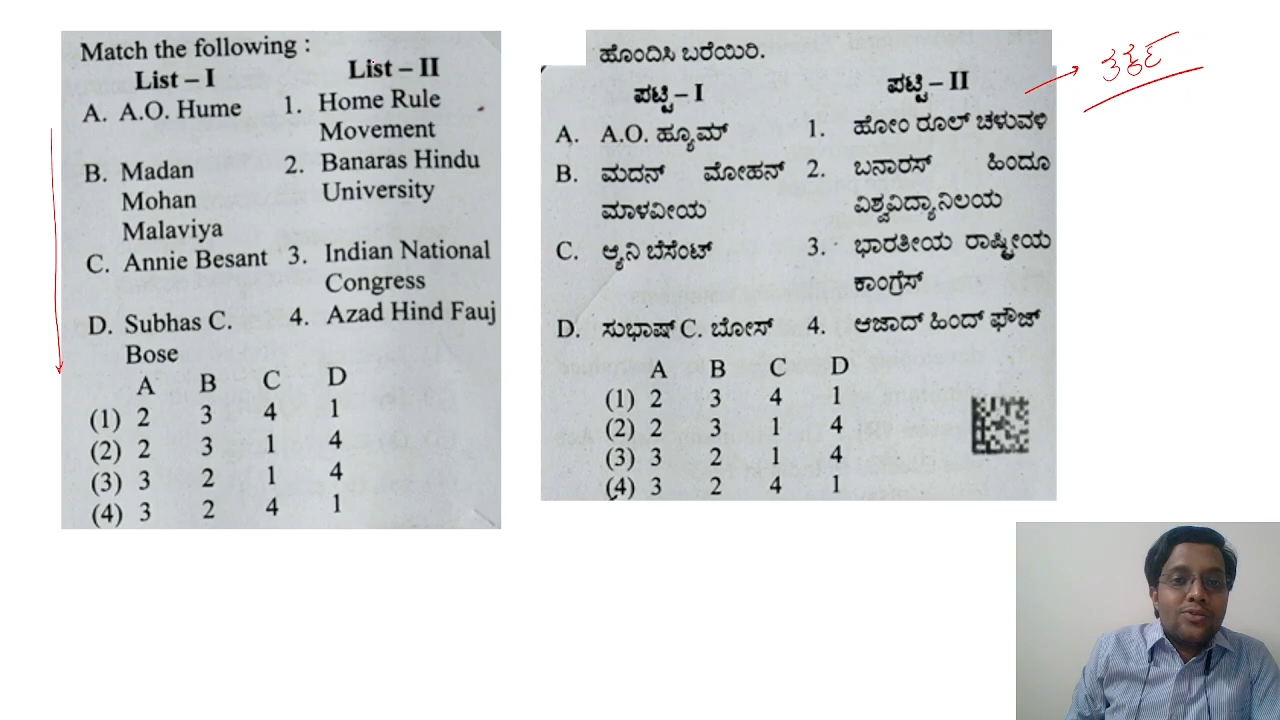 Match the following :
List – I List – II
A. A.O. Hume 1. Home Rule
Movement
B. Madan 2. Banaras Hindu
Mohan University
Malaviya
C. Annie Besant 3. Indian National
Congress
D. Subhas C. 4. Azad Hind Fauj
Bose
A B C D
(1) 2 3 4 1
(2) 2 3 1 4
(3) 3 2 1 4
(4) 3 2 4 1
ಹೊಂದಿಸಿ ಬರೆಯಿರಿ.
ಪಟ್ಟಿ – I ಪಟ್ಟಿ – II
A. A.O. ಹ್ಯೂಮ್ 1. ಹೋಂ ರೂಲ್ ಚಳುವಳಿ
B. ಮದನ್ ಮೋಹನ್ 2. ಬನಾರಸ್ ಹಿಂದೂ
ಮಾಳವೀಯ ವಿಶ್ವವಿದ್ಯಾನಿಲಯ
C. ಆ್ಯನಿ ಬೆಸೆಂಟ್ 3. ಭಾರತೀಯ ರಾಷ್ಟ್ರೀಯ
ಕಾಂಗ್ರೆಸ್
D. ಸುಭಾಷ್ C. ಬೋಸ್ 4. ಆಜಾದ್ ಹಿಂದ್ ಫೌಜ್
A B C D
(1) 2 3 4 1
(2) 2 3 1 4
(3) 3 2 1 4
(4) 3 2 4 1